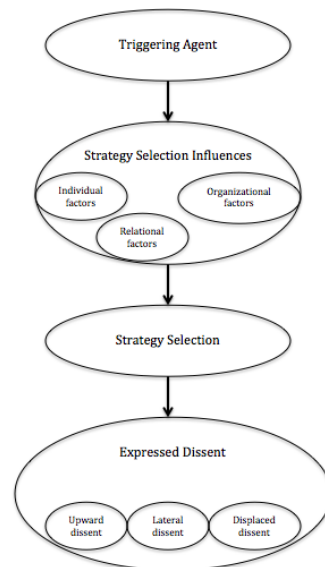 Triggering Agent
Strategy Selection Influences
Individual
factors
Organizational
factors
Relational
factors
Strategy Selection
Expressed Dissent
Upward
dissent
Lateral
dissent
Displaced
dissent